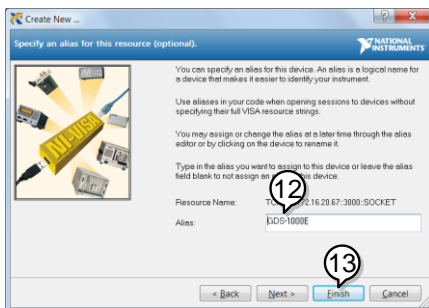 Create New ...
Specify an alias for this resource (optional).
NATIONAL
INSTRUMENTS
You can specify an alias for this device. An alias is a logical name for
a device that makes it easier to identify your instrument.
Use aliases in your code when opening sessions to devices without
specifying their full VISA resource strings.
You may assign or change the alias at a later time through the alias
editor or by clicking on the device to rename it.
Type in the alias you want to assign to this device or leave the alias
field blank to not assign an this device.
NI-VISA
12
Resource Name: 2.16.20.67::3000::SOCKET
Alias: GDS-1000E
13
< Back Next > Finish Cancel